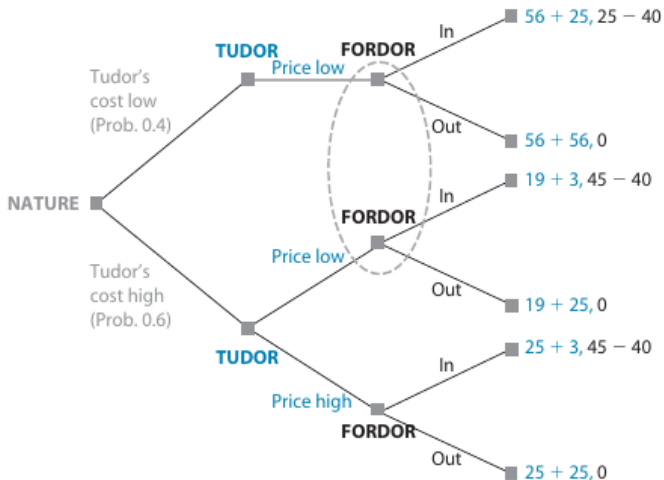 56 + 25, 25 − 40
In
TUDOR
FORDOR
Price low
Tudor's
cost low
(Prob. 0.4)
Out
56 + 56, 0
19 + 3, 45 − 40
In
NATURE
FORDOR
Price low
Tudor's
cost high
(Prob. 0.6)
Out
19 + 25, 0
25 + 3, 45 − 40
TUDOR
In
Price high
FORDOR
Out
25 + 25, 0